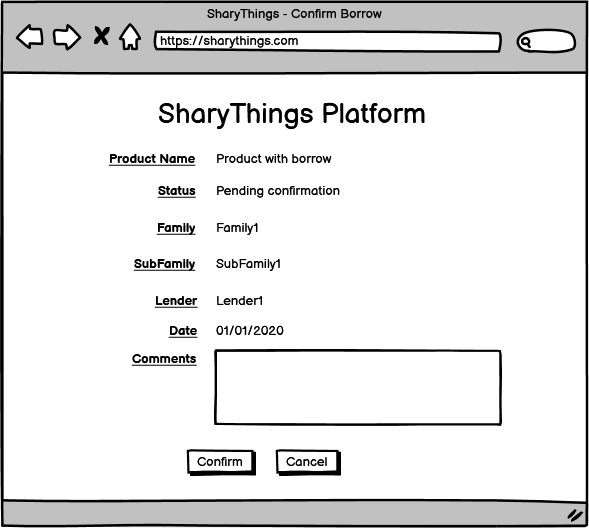 SharyThings - Confirm Borrow
https://sharythings.com
SharyThings Platform
Product Name Product with borrow
Status Pending confirmation
Family Family1
SubFamily SubFamily1
Lender Lender1
Date 01/01/2020
Comments
Confirm Cancel